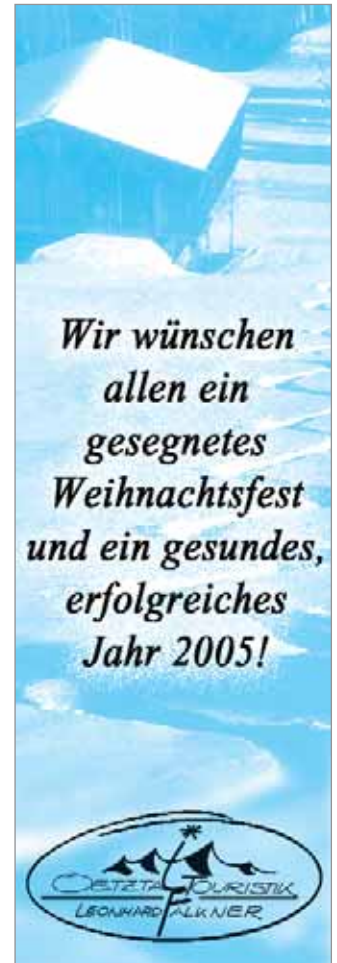 Wir wünschen
allen ein
gesegnetes
Weihnachtsfest
und ein gesundes,
erfolgreiches
Jahr 2005!
OETZTAL TOURISTIK
LEONHARD FALKNER